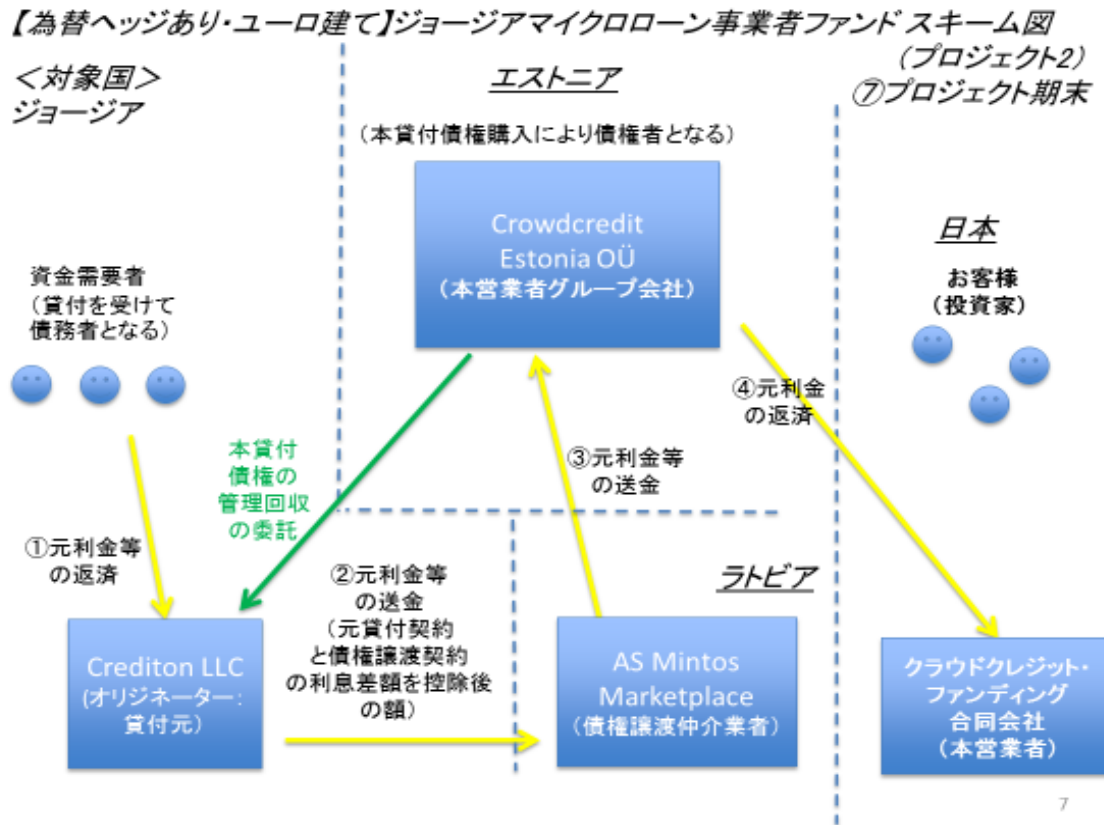 【為替ヘッジあり・ユーロ建て】ジョージアマイクロローン事業者ファンド スキーム図
(プロジェクト2)
⑦プロジェクト期末
＜対象国＞
ジョージア
エストニア
（本貸付債権購入により債権者となる）
Crowdcredit
Estonia OÜ
（本営業者グループ会社）
日本
お客様
（投資家）
資金需要者
（貸付を受けて
債務者となる）
本貸付
債権の
管理回収
の委託
③元利金等
の送金
④元利金
の返済
①元利金等
の返済
②元利金等
の送金
（元貸付契約
と債権譲渡契約
の利息差額を控除後
の額）
ラトビア
Crediton LLC
(オリジネーター：
貸付元）
AS Mintos
Marketplace
（債権譲渡仲介業者）
クラウドクレジット・
ファンディング
合同会社
（本営業者）
7